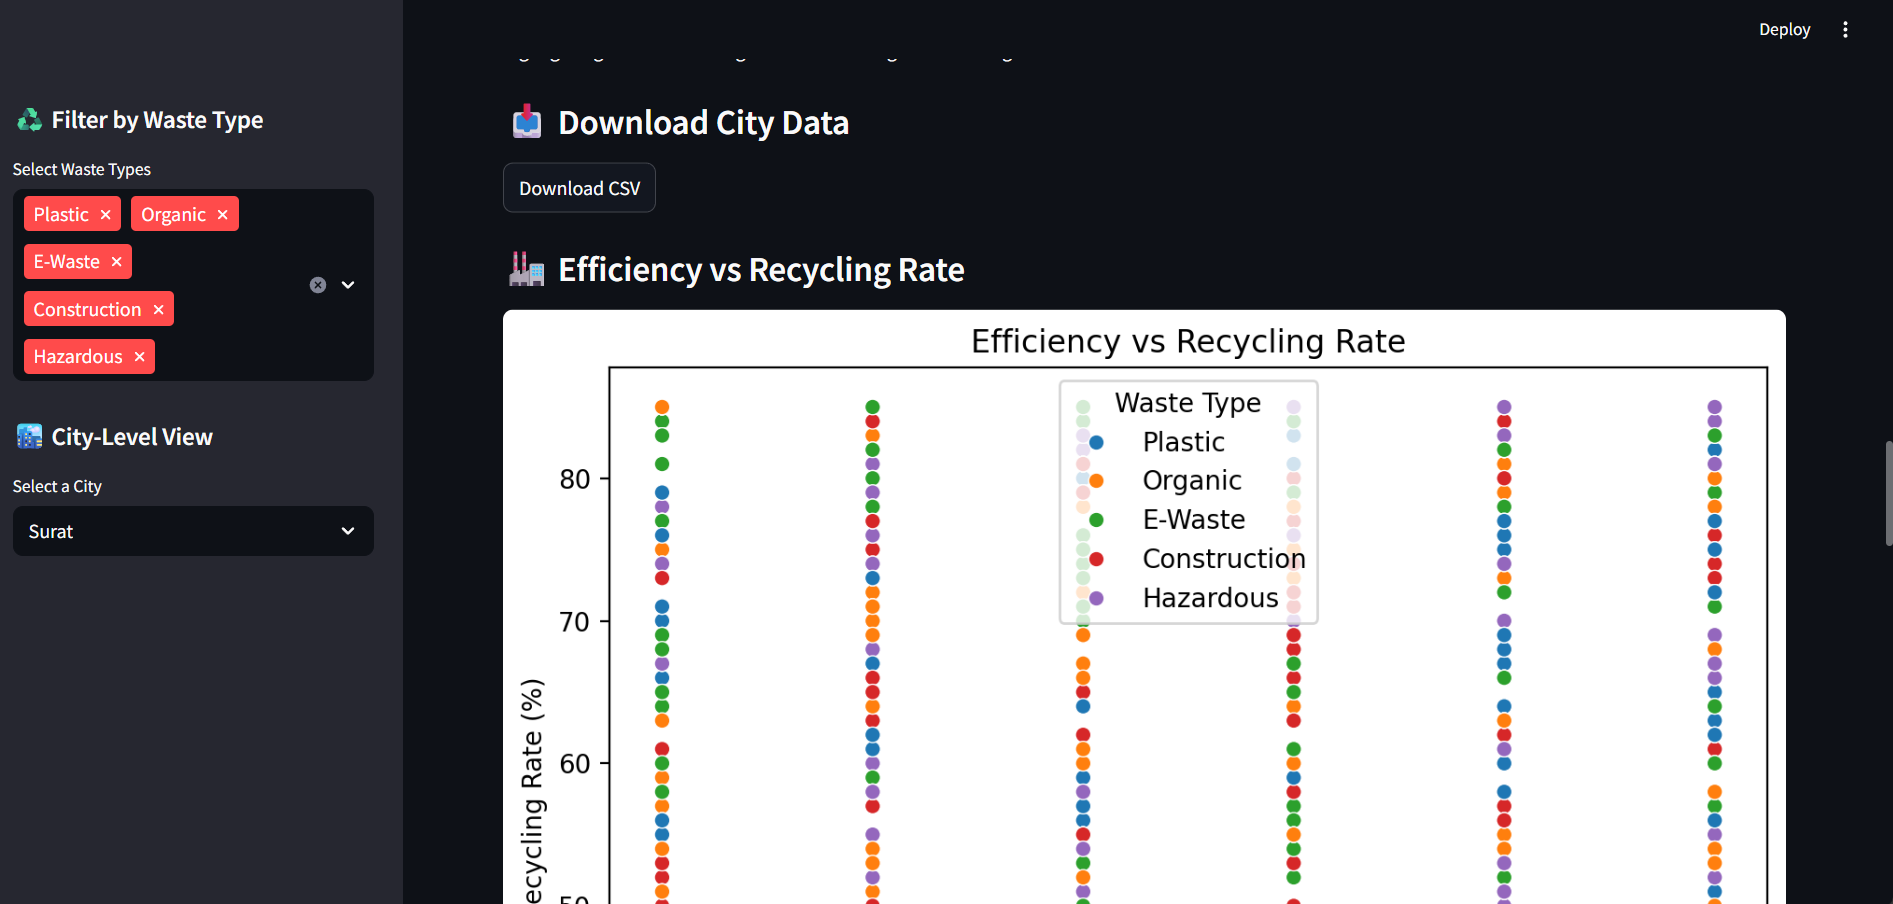 Deploy
Filter by Waste Type
Select Waste Types
Plastic
Organic
E-Waste
Construction
Hazardous
City-Level View
Select a City
Surat
Download City Data
Download CSV
Efficiency vs Recycling Rate
Efficiency vs Recycling Rate
Waste Type
Plastic
Organic
E-Waste
Construction
Hazardous
80
70
60
ecycling Rate (%)